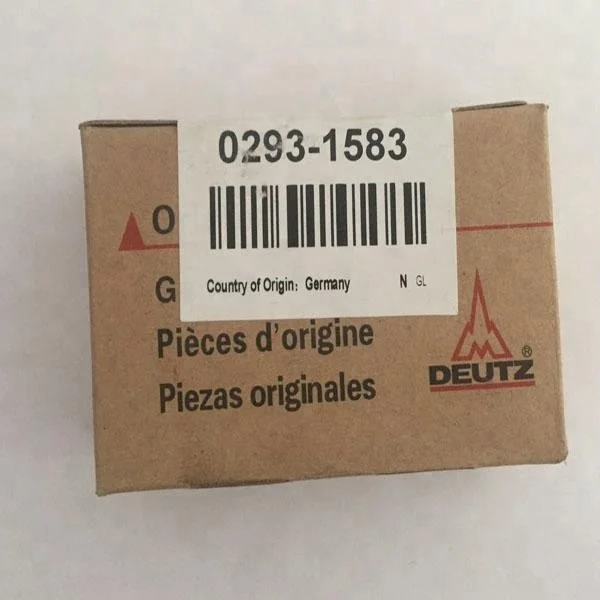 0293-1583
Country of Origin: Germany N GL
O
G
Pièces d'origine
Piezas originales
DEUTZ ®